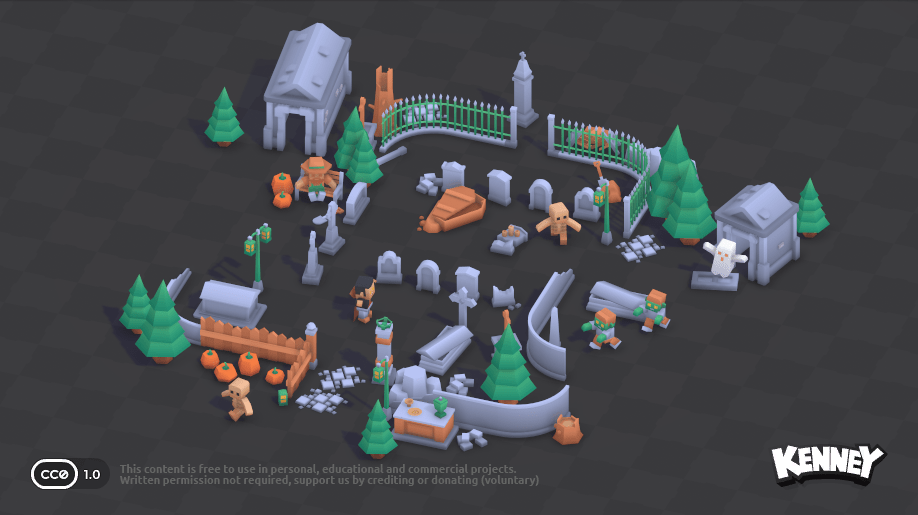 CC0 1.0
This content is free to use in personal, educational and commercial projects.
Written permission not required, support us by crediting or donating (voluntary)
KENNEY